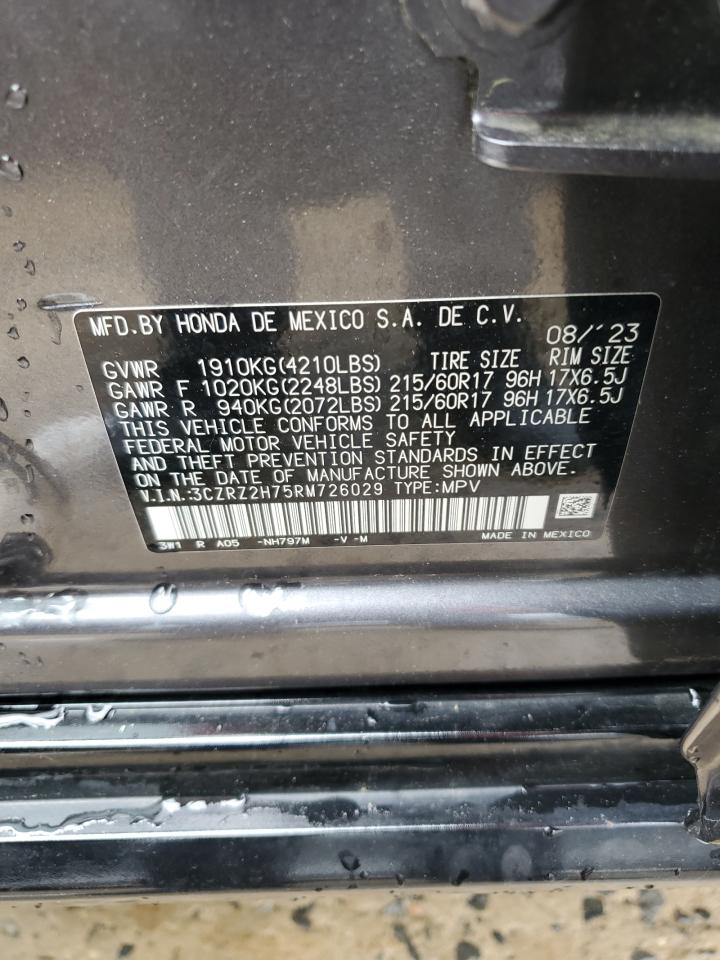 MFD.BY HONDA DE MEXICO S.A. DE C.V.
08/'23
GVWR 1910KG(4210LBS) TIRE SIZE RIM SIZE
GAWR F 1020KG(2248LBS) 215/60R17 96H 17X6.5J
GAWR R 940KG(2072LBS) 215/60R17 96H 17X6.5J
THIS VEHICLE CONFORMS TO ALL APPLICABLE
FEDERAL MOTOR VEHICLE SAFETY
AND THEFT PREVENTION STANDARDS IN EFFECT
ON THE DATE OF MANUFACTURE SHOWN ABOVE.
V.I.N.:3CZRZ2H75RM726029 TYPE:MPV
3W1 R A05 -NH797M -V -M MADE IN MEXICO